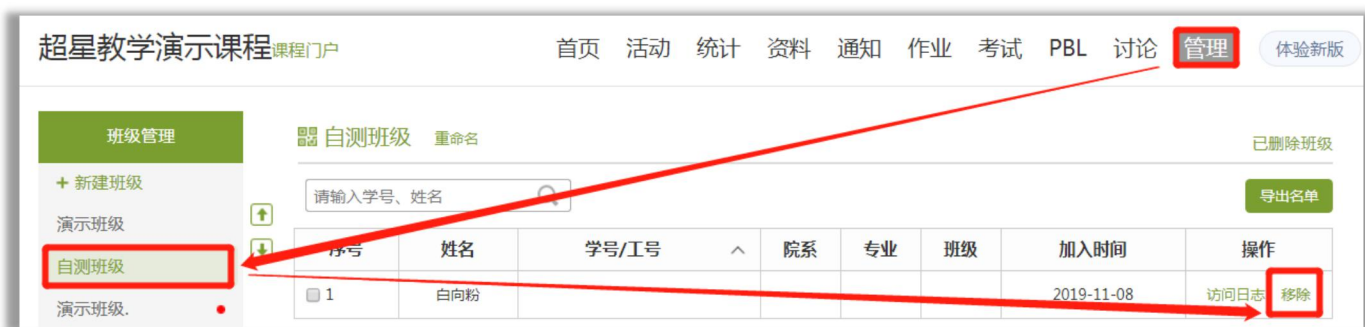 超星教学演示课程课程门户 首页 活动 统计 资料 通知 作业 考试 PBL 讨论 管理 体验新版
班级管理
自测班级 重命名 已删除班级
+ 新建班级
请输入学号、姓名 导出名单
演示班级
序号 姓名 学号/工号 院系 专业 班级 加入时间 操作
自测班级
1 白向粉 2019-11-08 访问日志 移除
演示班级.